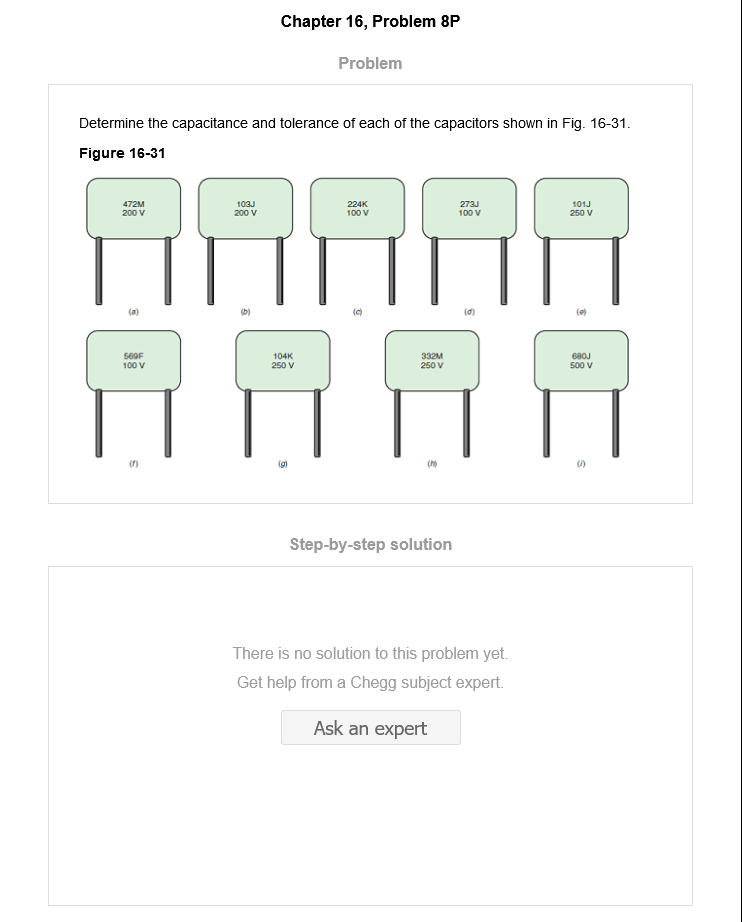 Chapter 16, Problem 8P
Problem
Determine the capacitance and tolerance of each of the capacitors shown in Fig. 16-31.
Figure 16-31
472M
200 V
103J
200 V
224K
100 V
273J
100 V
101J
250 V
(a)
(b)
(c)
(d)
(e)
569F
100 V
104K
250 V
332M
250 V
680J
500 V
(f)
(g)
(h)
(i)
Step-by-step solution
There is no solution to this problem yet.
Get help from a Chegg subject expert.
Ask an expert